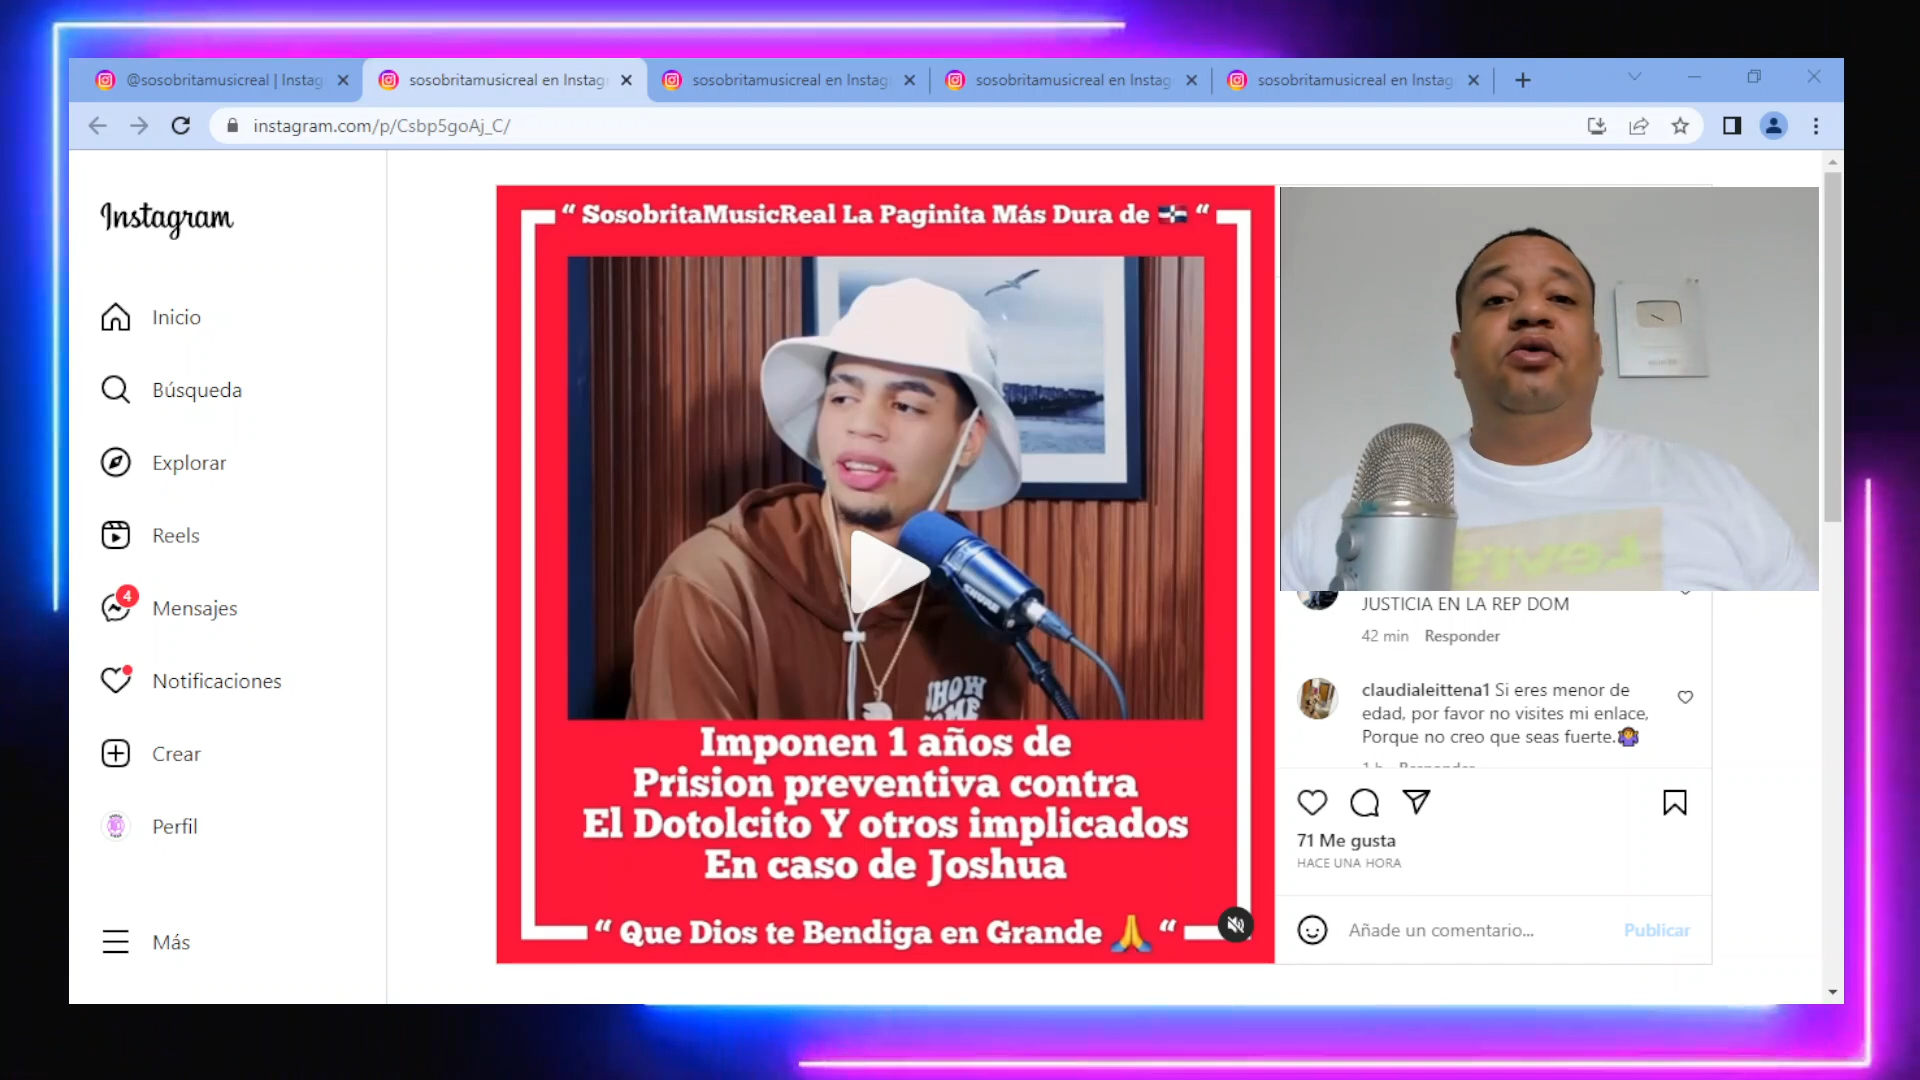 @sosobritamusicreal | Instag
sosobritamusicreal en Instag
sosobritamusicreal en Instag
sosobritamusicreal en Instag
sosobritamusicreal en Instag
instagram.com/p/Csbp5goAj_C/
Instagram
Inicio
Búsqueda
Explorar
Reels
4
Mensajes
Notificaciones
Crear
Perfil
Más
“ SosobritaMusicReal La Paginita Más Dura de 🇩🇴 “
SHURE
SHOW
Imponen 1 años de
Prision preventiva contra
El Dotolcito Y otros implicados
En caso de Joshua
“ Que Dios te Bendiga en Grande 🙏 “
JUSTICIA EN LA REP DOM
42 min Responder
claudialeittena1 Si eres menor de
edad, por favor no visites mi enlace,
Porque no creo que seas fuerte.🤷‍♀️
71 Me gusta
HACE UNA HORA
Añade un comentario...
Publicar